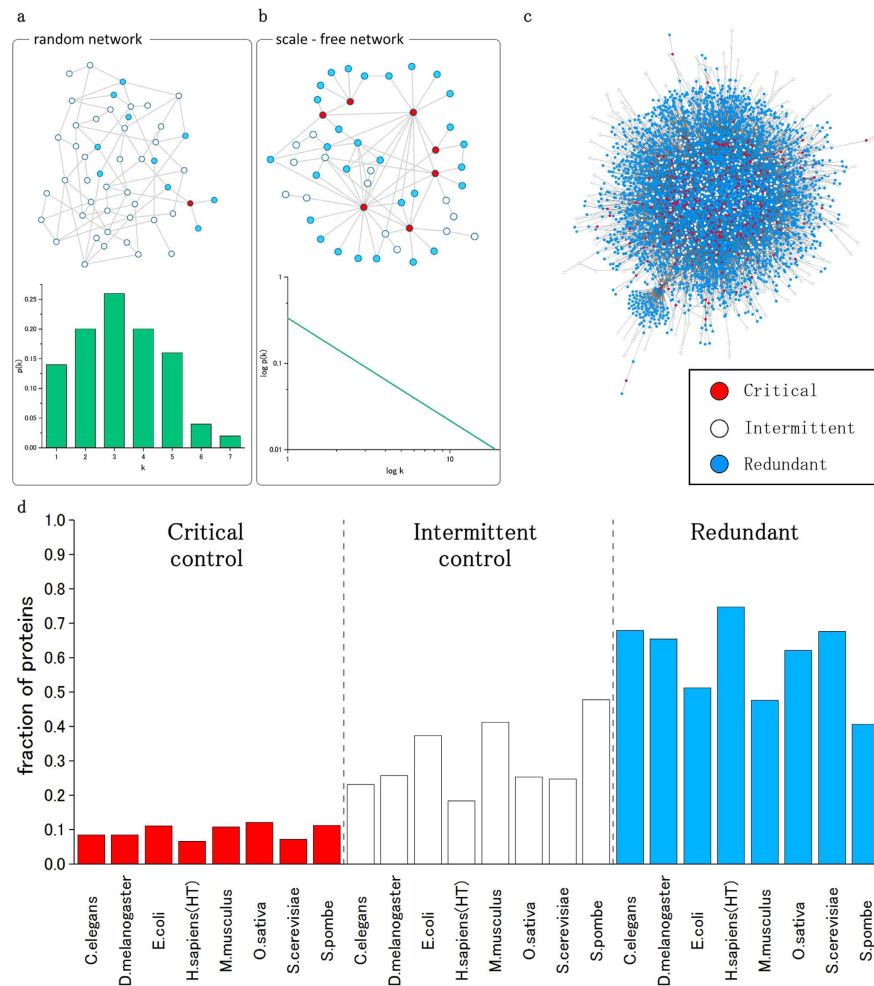 a
random network
b
scale - free network
c
0.25
0.20
0.15
0.10
0.05
0.00
p(k)
1 2 3 4 5 6 7
k
1
0.1
0.01
log p(k)
1 10
log k
Critical
Intermittent
Redundant
d
1.0
0.9
0.8
0.7
0.6
0.5
0.4
0.3
0.2
0.1
0.0
fraction of proteins
Critical
control
Intermittent
control
Redundant
C.elegans
D.melanogaster
E.coli
H.sapiens(HT)
M.musculus
O.sativa
S.cerevisiae
S.pombe
C.elegans
D.melanogaster
E.coli
H.sapiens(HT)
M.musculus
O.sativa
S.cerevisiae
S.pombe
C.elegans
D.melanogaster
E.coli
H.sapiens(HT)
M.musculus
O.sativa
S.cerevisiae
S.pombe